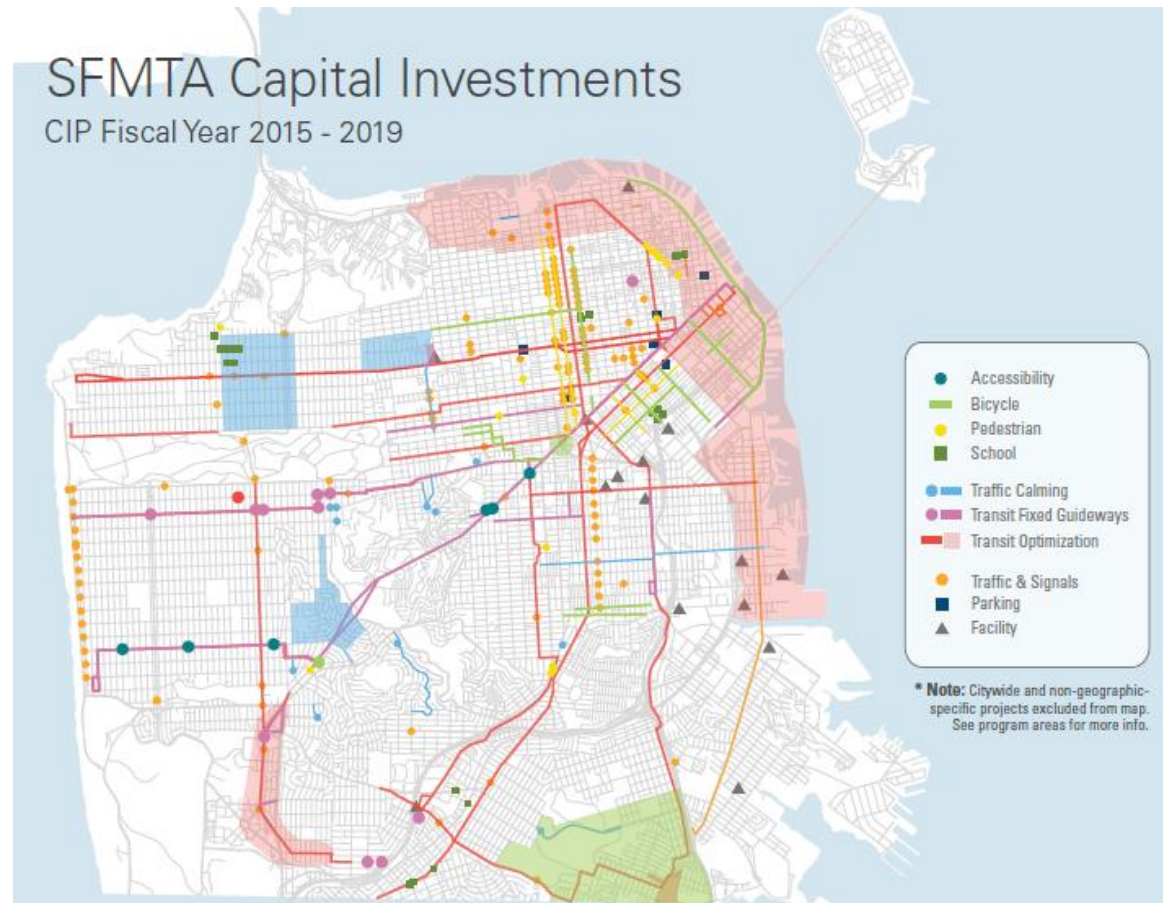 SFMTA Capital Investments
CIP Fiscal Year 2015 - 2019
Accessibility
Bicycle
Pedestrian
School
Traffic Calming
Transit Fixed Guideways
Transit Optimization
Traffic & Signals
Parking
Facility
* Note: Citywide and non-geographic-
specific projects excluded from map.
See program areas for more info.